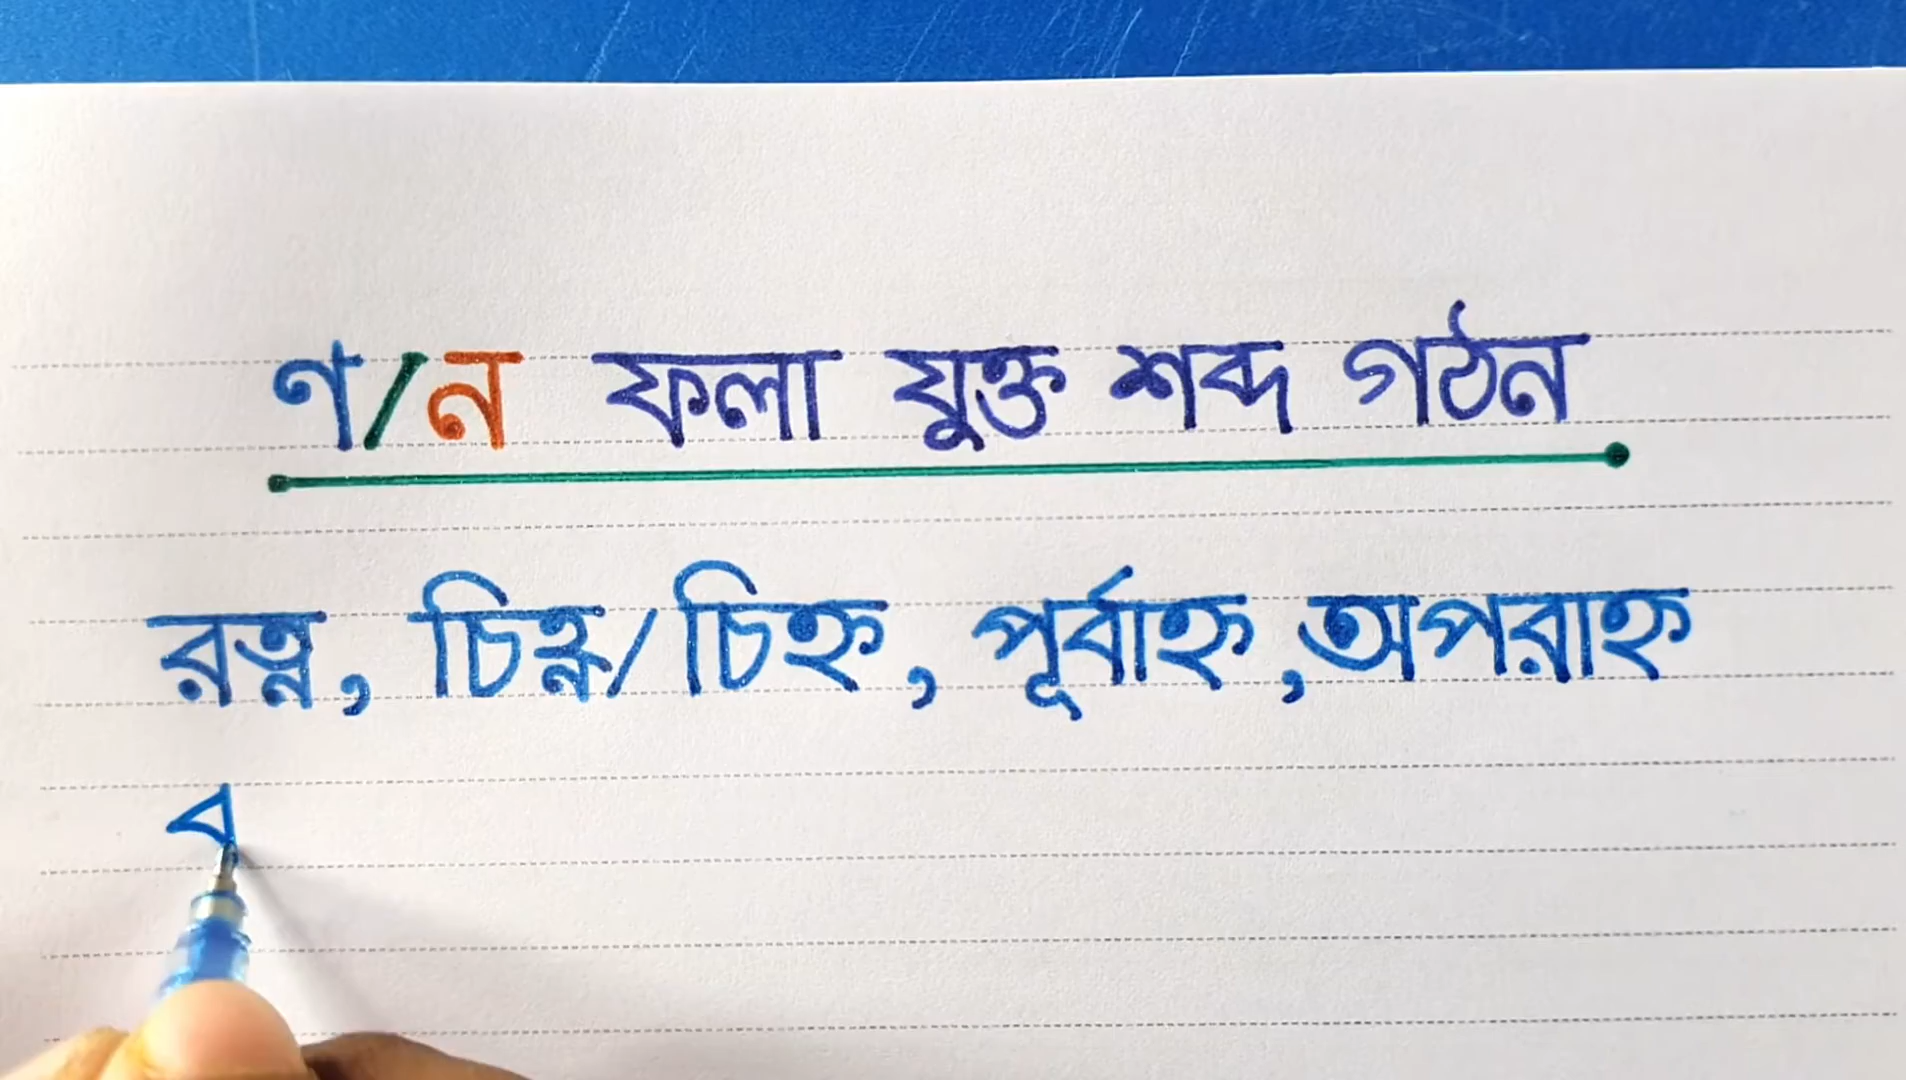 ণ/ন ফলা যুক্ত শব্দ গঠন
রত্ন, চিহ্ন/চিহ্ন, পূর্বাহ্ন, অপরাহ্ন
ব